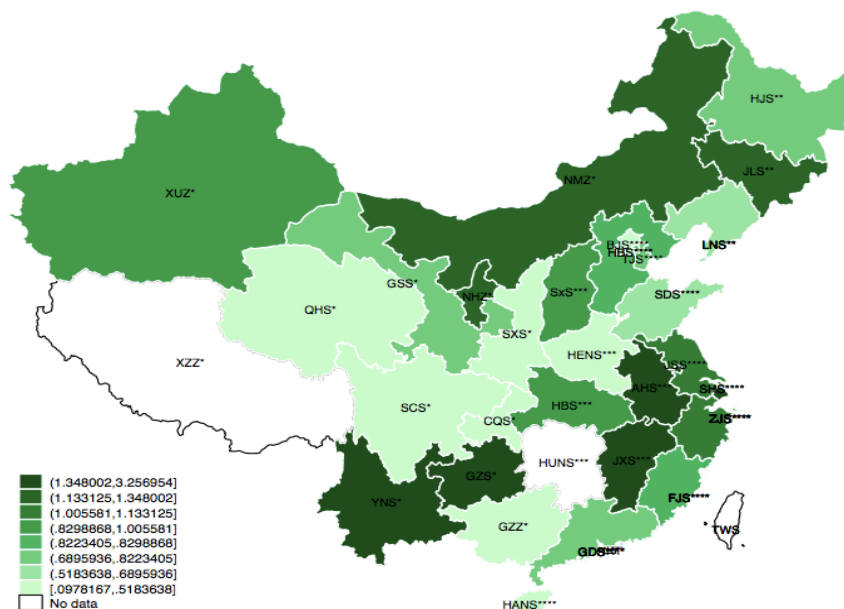 HJS**
JLS**
NMZ*
XUZ*
BJS****
HBS****
TJS****
LNS**
GSS*
NHZ*
SxS***
SDS****
QHS*
SXS*
HENS***
JSS****
XZZ*
AHS***
SHS****
SCS*
CQS*
HBS***
ZJS****
HUNS***
JXS***
YNS*
GZS*
FJS****
GZZ*
TWS
HANS****
(1.348002,3.256954]
(1.133125,1.348002]
(1.005581,1.133125]
(.8298868,1.005581]
(.8223405,.8298868]
(.6895936,.8223405]
(.5183638,.6895936]
[.0978167,.5183638]
No data